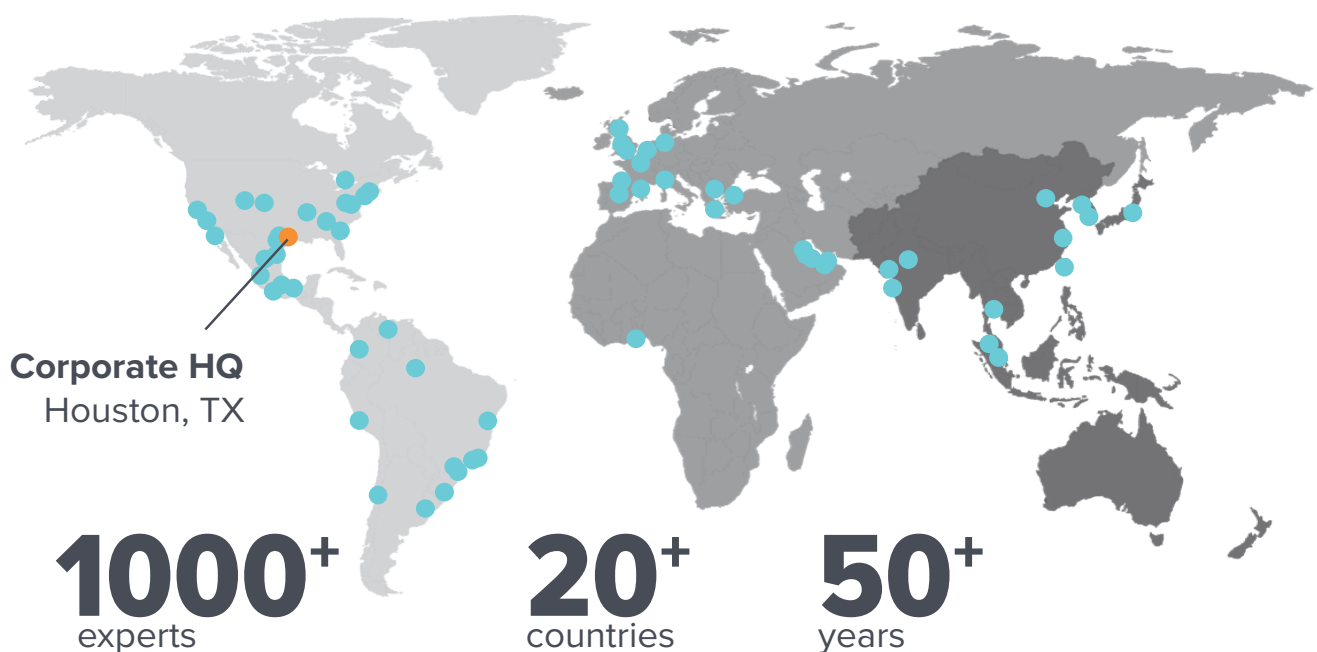 Corporate HQ
Houston, TX
1000+
experts
20+
countries
50+
years